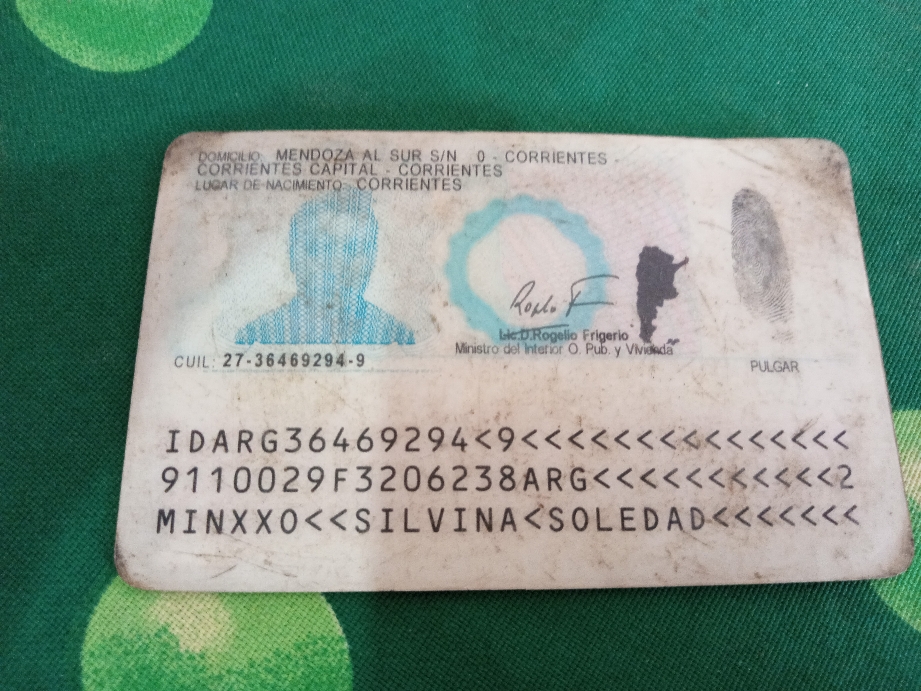 DOMICILIO: MENDOZA AL SUR S/N 0 - CORRIENTES -
CORRIENTES CAPITAL - CORRIENTES
LUGAR DE NACIMIENTO: CORRIENTES
Lic.D.Rogelio Frigerio
Ministro del Interior O. Pub. y Vivienda
CUIL: 27-36469294-9
PULGAR
IDARG36469294<9<<<<<<<<<<<<<<<
9110029F3206238ARG<<<<<<<<<<<2
MINXXO<<SILVINA<SOLEDAD<<<<<<<